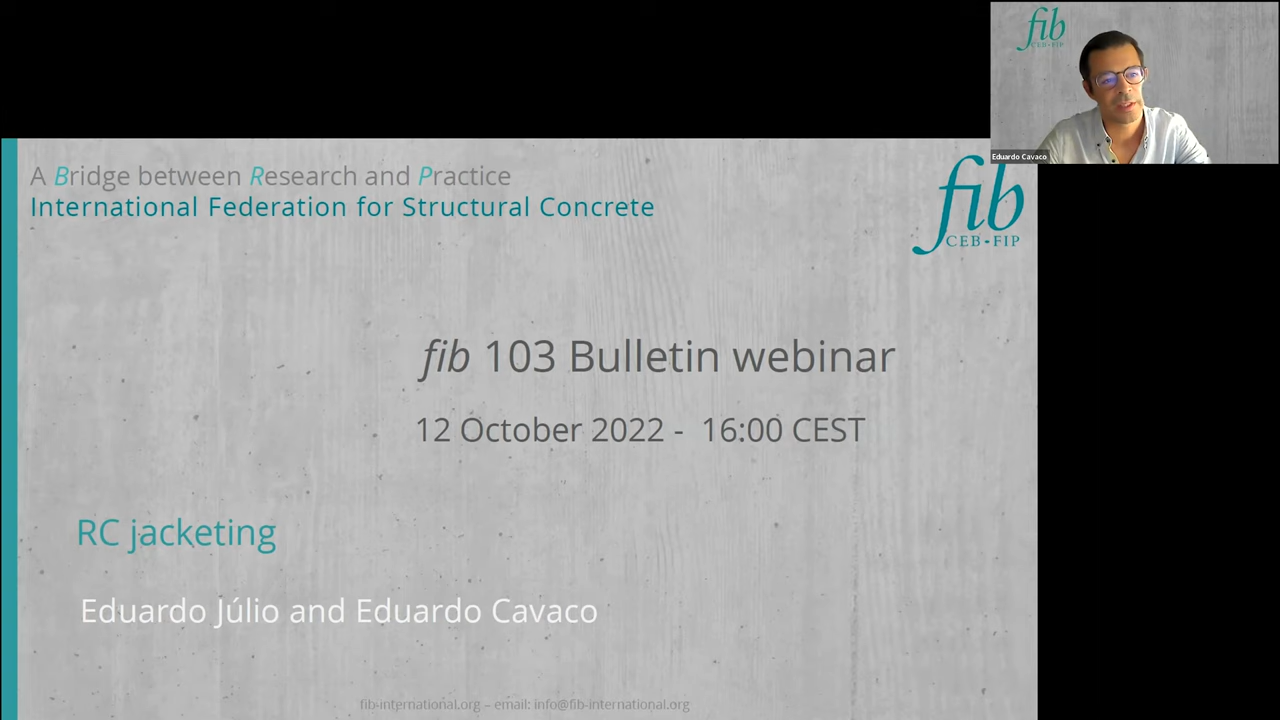 fib
CEB-FIP
Eduardo Cavaco
A Bridge between Research and Practice
International Federation for Structural Concrete
fib
CEB-FIP
fib 103 Bulletin webinar
12 October 2022 - 16:00 CEST
RC jacketing
Eduardo Júlio and Eduardo Cavaco
fib-international.org – email: info@fib-international.org